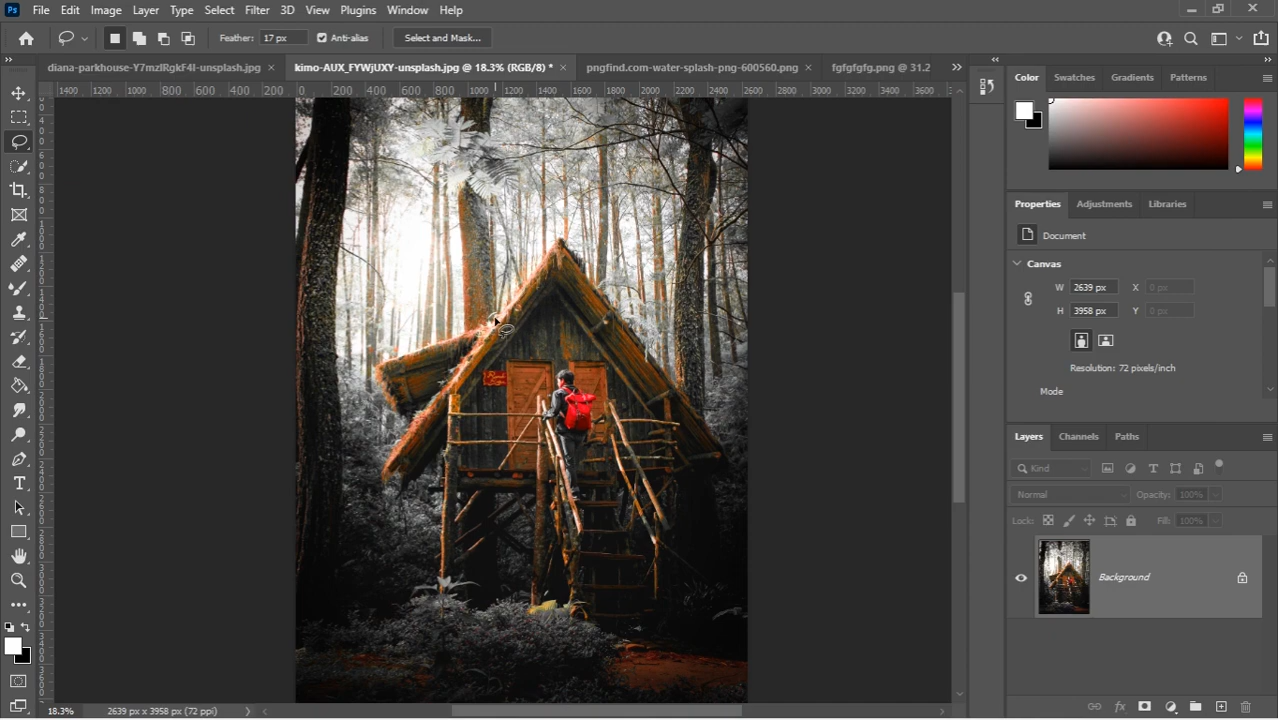 Ps File Edit Image Layer Type Select Filter 3D View Plugins Window Help
Feather: 17 px Anti-alias Select and Mask...
diana-parkhouse-Y7mzlRgkF4I-unsplash.jpg kimo-AUX_FYWjUXY-unsplash.jpg @ 18.3% (RGB/8) * pngfind.com-water-splash-png-600560.png fgfgfgfg.png @ 31.2
1400 1200 1000 800 600 400 200 0 200 400 600 800 1000 1200 1400 1600 1800 2000 2200 2400 2600 2800 3000 3200 3400 3600
Color Swatches Gradients Patterns
Properties Adjustments Libraries
Document
Canvas
W 2639 px X 0 px
H 3958 px Y 0 px
Resolution: 72 pixels/inch
Mode
Layers Channels Paths
Kind
Normal Opacity: 100%
Lock: Fill: 100%
Background
18.3% 2639 px x 3958 px (72 ppi)